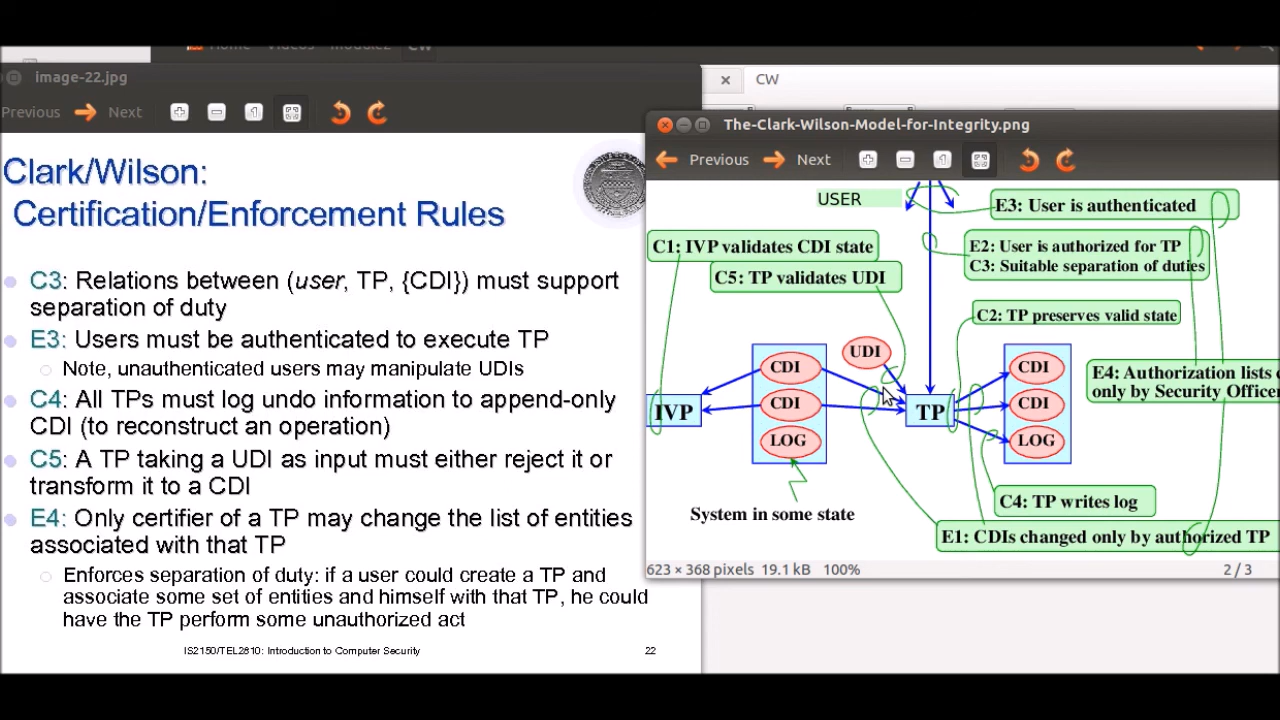 Home Videos module2 CW
image-22.jpg
Previous Next
Clark/Wilson:
Certification/Enforcement Rules
C3: Relations between (user, TP, {CDI}) must support
separation of duty
E3: Users must be authenticated to execute TP
Note, unauthenticated users may manipulate UDIs
C4: All TPs must log undo information to append-only
CDI (to reconstruct an operation)
C5: A TP taking a UDI as input must either reject it or
transform it to a CDI
E4: Only certifier of a TP may change the list of entities
associated with that TP
Enforces separation of duty: if a user could create a TP and
associate some set of entities and himself with that TP, he could
have the TP perform some unauthorized act
IS2150/TEL2810: Introduction to Computer Security
22
CW
The-Clark-Wilson-Model-for-Integrity.png
Previous Next
USER
E3: User is authenticated
C1: IVP validates CDI state
E2: User is authorized for TP
C3: Suitable separation of duties
C5: TP validates UDI
C2: TP preserves valid state
UDI
CDI
CDI
E4: Authorization lists c
only by Security Officer
IVP
CDI
TP
CDI
LOG
LOG
System in some state
C4: TP writes log
E1: CDIs changed only by authorized TP
623 × 368 pixels 19.1 kB 100%
2 / 3